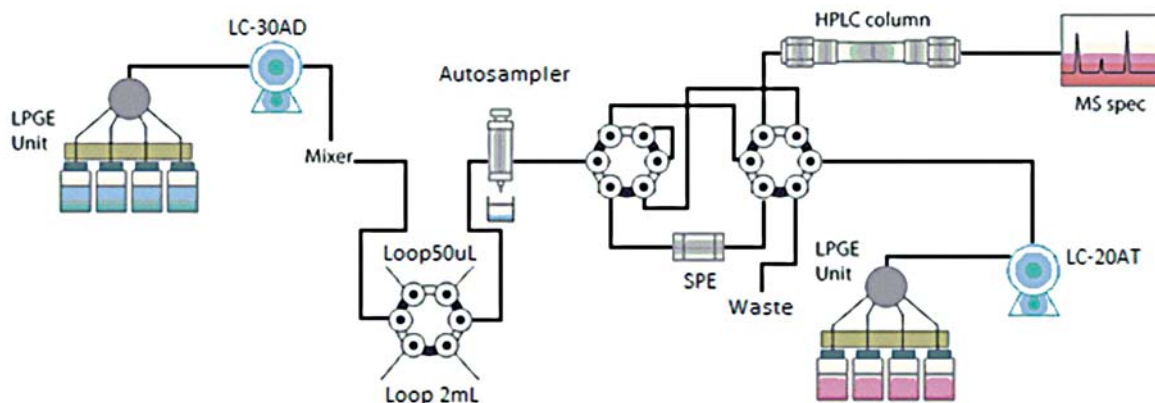 LC-30AD
HPLC column
Autosampler
MS spec
LPGE
Unit
Mixer
Loop50uL
SPE
LPGE
Unit
LC-20AT
Waste
Loop 2mL